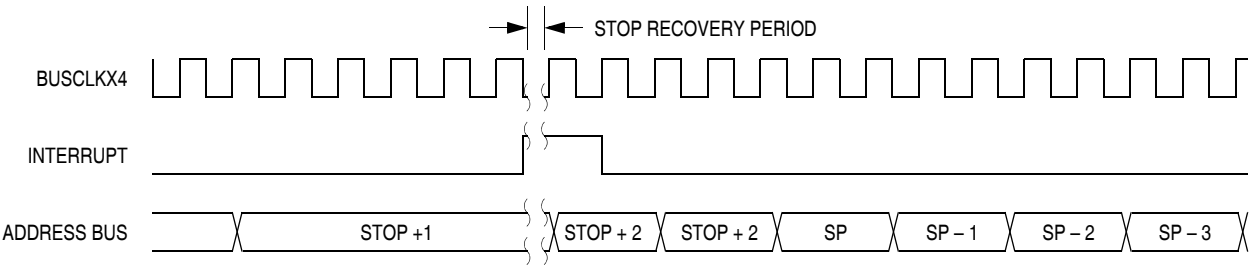 STOP RECOVERY PERIOD
BUSCLKX4
INTERRUPT
ADDRESS BUS STOP +1 STOP + 2 STOP + 2 SP SP – 1 SP – 2 SP – 3